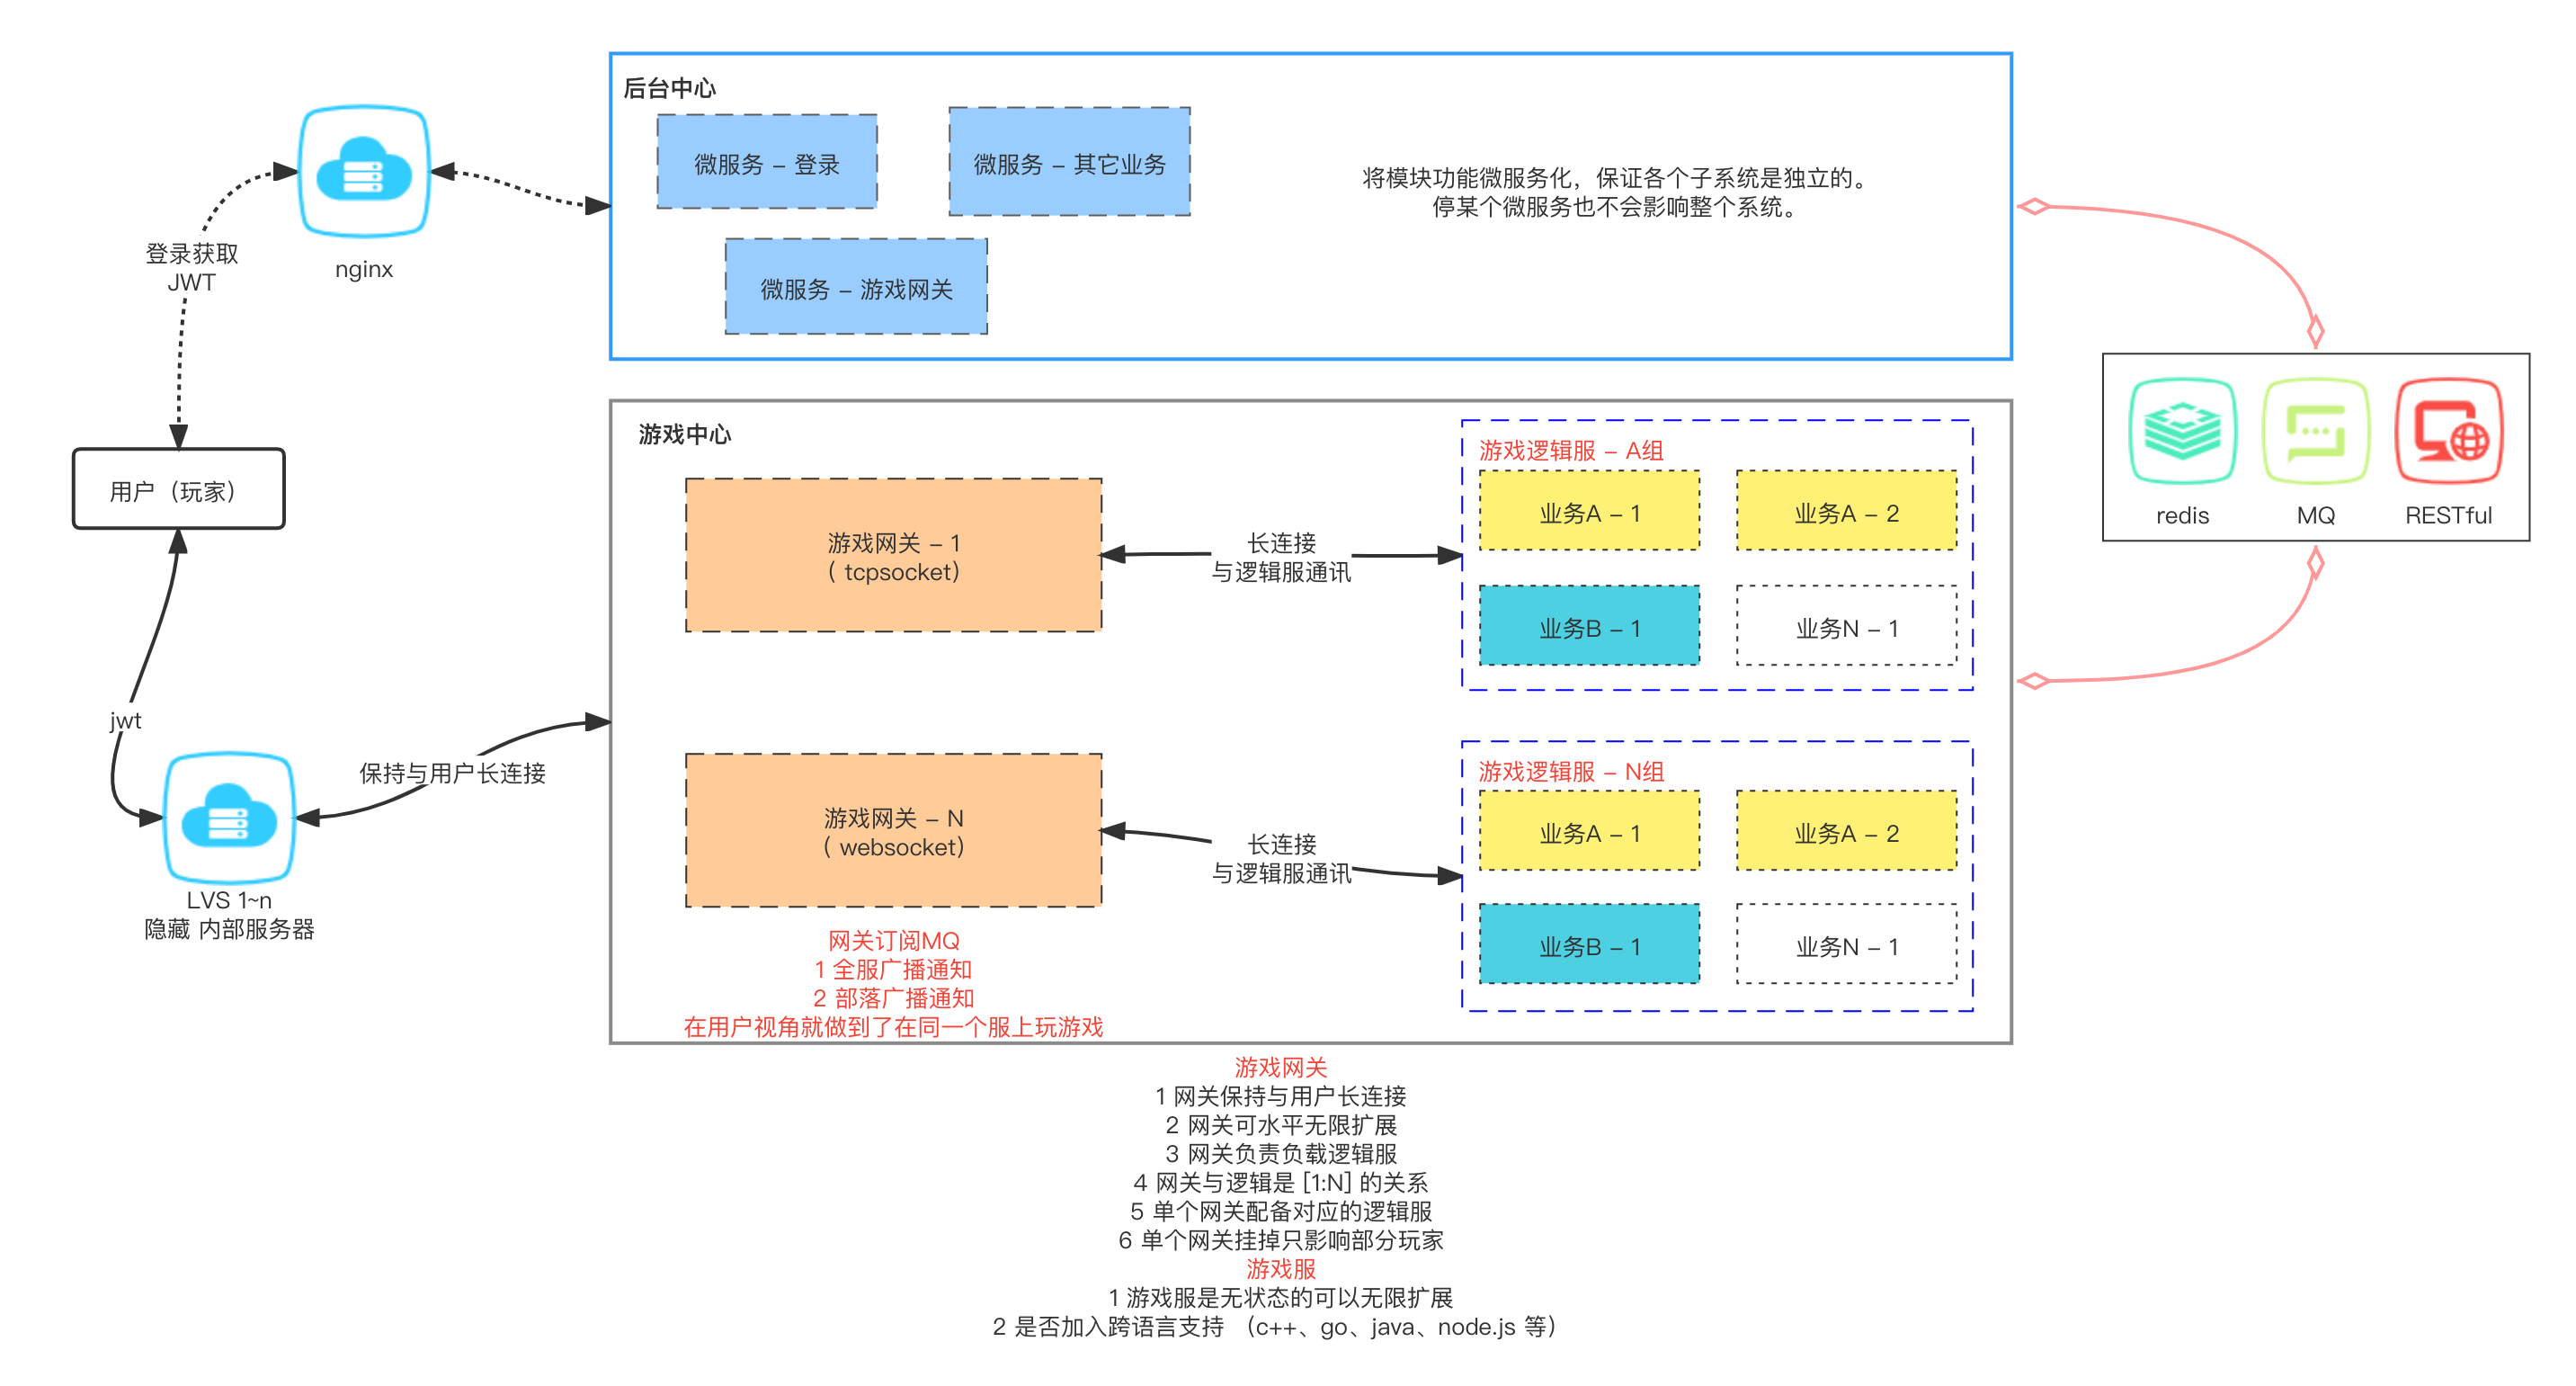 后台中心
微服务 – 登录
微服务 – 其它业务
微服务 – 游戏网关
将模块功能微服务化，保证各个子系统是独立的。
停某个微服务也不会影响整个系统。
nginx
登录获取
JWT
用户（玩家）
jwt
LVS 1~n
隐藏 内部服务器
保持与用户长连接
游戏中心
游戏网关 – 1
( tcpsocket)
长连接
与逻辑服通讯
游戏逻辑服 – A组
业务A – 1
业务A – 2
业务B – 1
业务N – 1
游戏网关 – N
( websocket)
长连接
与逻辑服通讯
游戏逻辑服 – N组
业务A – 1
业务A – 2
业务B – 1
业务N – 1
网关订阅MQ
1 全服广播通知
2 部落广播通知
在用户视角就做到了在同一个服上玩游戏
redis
MQ
RESTful
游戏网关
1 网关保持与用户长连接
2 网关可水平无限扩展
3 网关负责负载逻辑服
4 网关与逻辑是 [1:N] 的关系
5 单个网关配备对应的逻辑服
6 单个网关挂掉只影响部分玩家
游戏服
1 游戏服是无状态的可以无限扩展
2 是否加入跨语言支持 （c++、go、java、node.js 等）